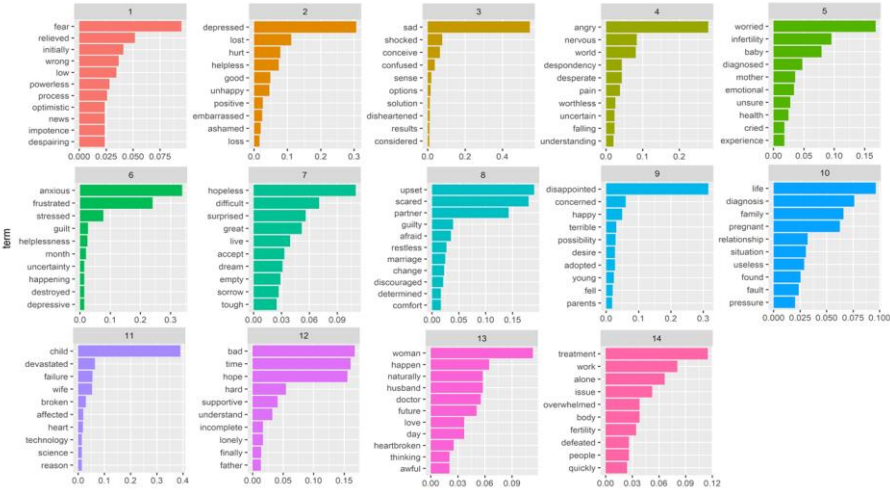 1
fear
relieved
initially
wrong
low
powerless
process
optimistic
news
impotence
despairing
0.000 0.025 0.050 0.075
2
depressed
lost
hurt
helpless
good
unhappy
positive
embarrassed
ashamed
loss
0.0 0.1 0.2 0.3
3
sad
shocked
conceive
confused
sense
options
solution
disheartened
results
considered
0.0 0.2 0.4
4
angry
nervous
world
despondency
desperate
pain
worthless
uncertain
falling
understanding
0.0 0.1 0.2
5
worried
infertility
baby
diagnosed
mother
emotional
unsure
health
cried
experience
0.00 0.05 0.10 0.15
term
6
anxious
frustrated
stressed
guilt
helplessness
month
uncertainty
happening
destroyed
depressive
0.0 0.1 0.2 0.3
7
hopeless
difficult
surprised
great
live
accept
dream
empty
sorrow
tough
0.00 0.03 0.06 0.09
8
upset
scared
partner
guilty
afraid
restless
marriage
change
discouraged
determined
comfort
0.00 0.05 0.10 0.15
9
disappointed
concerned
happy
terrible
possibility
desire
adopted
young
fell
parents
0.0 0.1 0.2 0.3
10
life
diagnosis
family
pregnant
relationship
situation
useless
found
fault
pressure
0.000 0.025 0.050 0.075 0.100
11
child
devastated
failure
wife
broken
affected
heart
technology
science
reason
0.0 0.1 0.2 0.3 0.4
12
bad
time
hope
hard
supportive
understand
incomplete
lonely
finally
father
0.00 0.05 0.10 0.15
13
woman
happen
naturally
husband
doctor
future
love
day
heartbroken
thinking
awful
0.00 0.03 0.06 0.09
14
treatment
work
alone
issue
overwhelmed
body
fertility
defeated
people
quickly
0.00 0.03 0.06 0.09 0.12